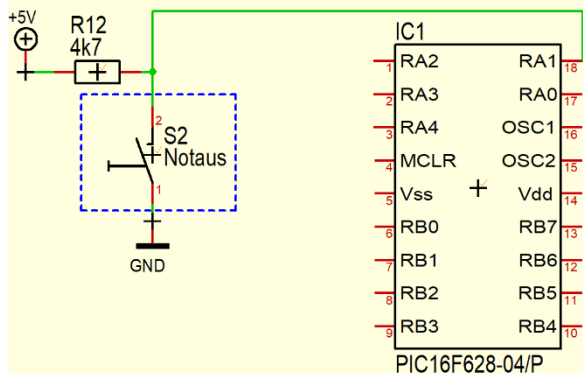 +5V
R12
4k7
2
S2
Notaus
1
GND
IC1
1 RA2 RA1 18
2 RA3 RA0 17
3 RA4 OSC1 16
4 MCLR OSC2 15
5 Vss Vdd 14
6 RB0 RB7 13
7 RB1 RB6 12
8 RB2 RB5 11
9 RB3 RB4 10
PIC16F628-04/P